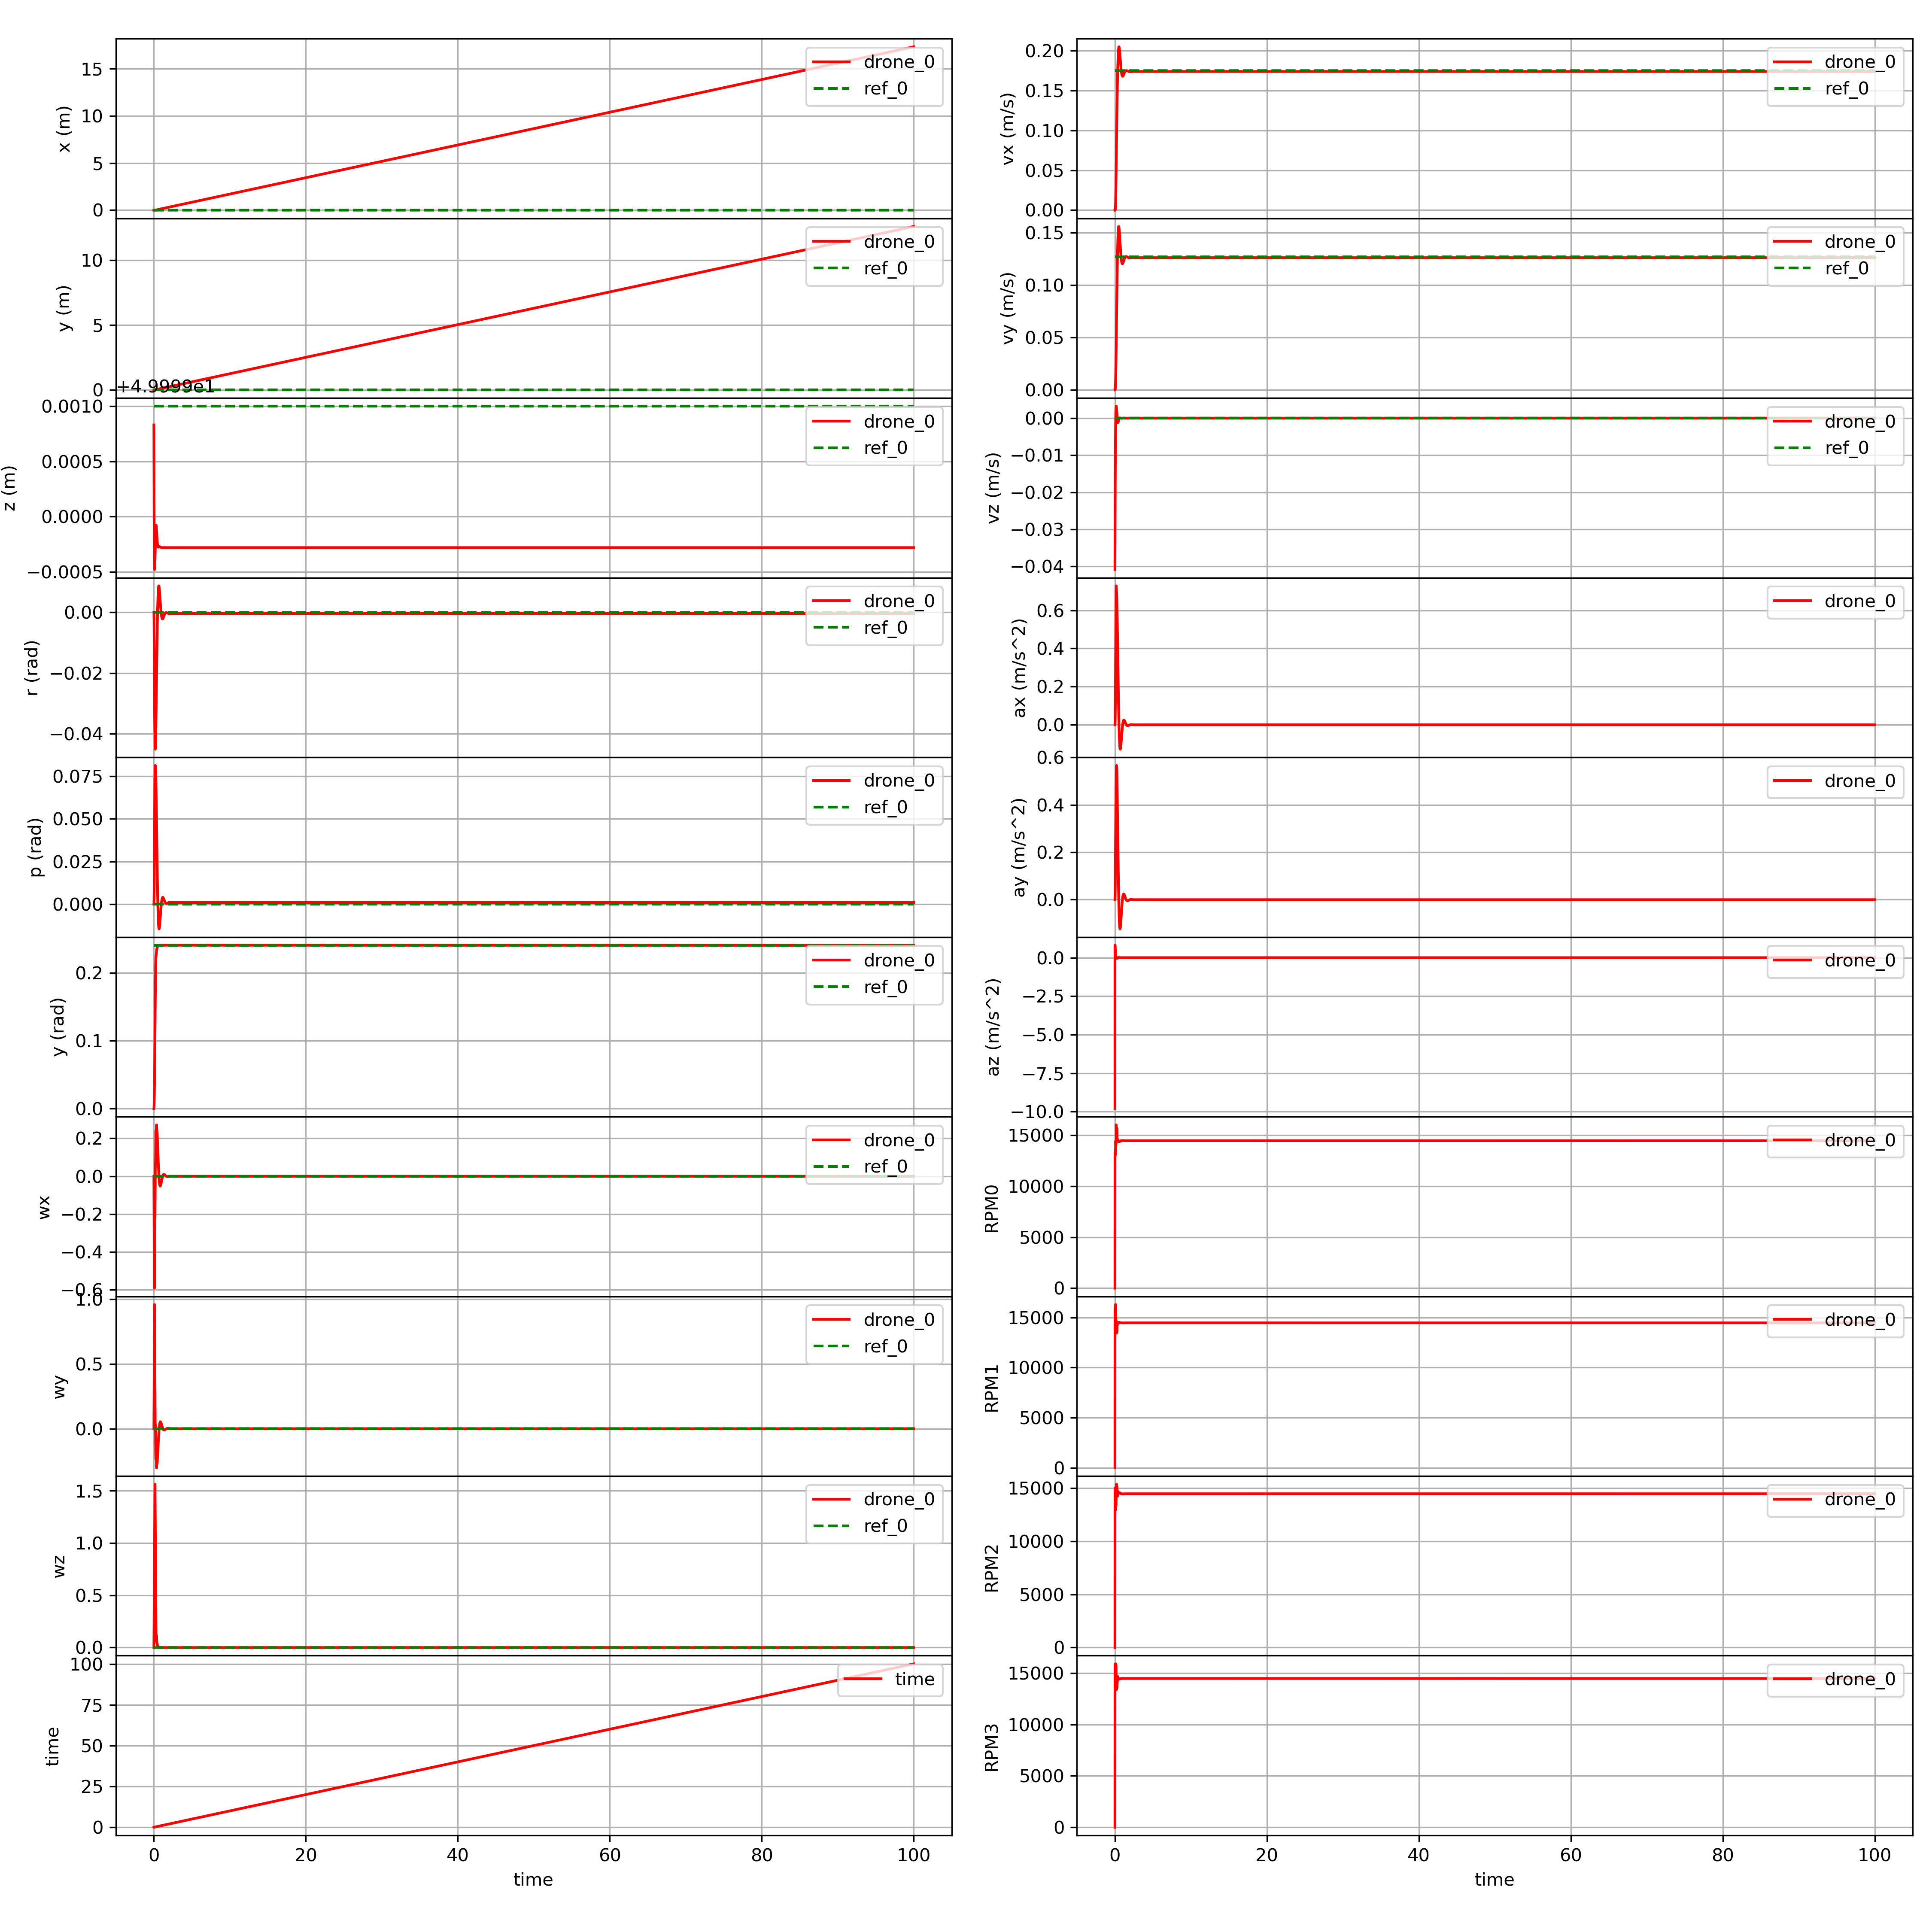 15
10
5
0
x (m)
drone_0
ref_0
10
5
0
y (m)
drone_0
ref_0
+4.9999e1
0.0010
0.0005
0.0000
−0.0005
z (m)
drone_0
ref_0
0.00
−0.02
−0.04
r (rad)
drone_0
ref_0
0.075
0.050
0.025
0.000
p (rad)
drone_0
ref_0
0.2
0.1
0.0
y (rad)
drone_0
ref_0
0.2
0.0
−0.2
−0.4
−0.6
wx
drone_0
ref_0
1.0
0.5
0.0
wy
drone_0
ref_0
1.5
1.0
0.5
0.0
wz
drone_0
ref_0
100
75
50
25
0
time
time
0 20 40 60 80 100
time
0.20
0.15
0.10
0.05
0.00
vx (m/s)
drone_0
ref_0
0.15
0.10
0.05
0.00
vy (m/s)
drone_0
ref_0
0.00
−0.01
−0.02
−0.03
−0.04
vz (m/s)
drone_0
ref_0
0.6
0.4
0.2
0.0
ax (m/s^2)
drone_0
0.6
0.4
0.2
0.0
ay (m/s^2)
drone_0
0.0
−2.5
−5.0
−7.5
−10.0
az (m/s^2)
drone_0
15000
10000
5000
0
RPM0
drone_0
15000
10000
5000
0
RPM1
drone_0
15000
10000
5000
0
RPM2
drone_0
15000
10000
5000
0
RPM3
drone_0
0 20 40 60 80 100
time